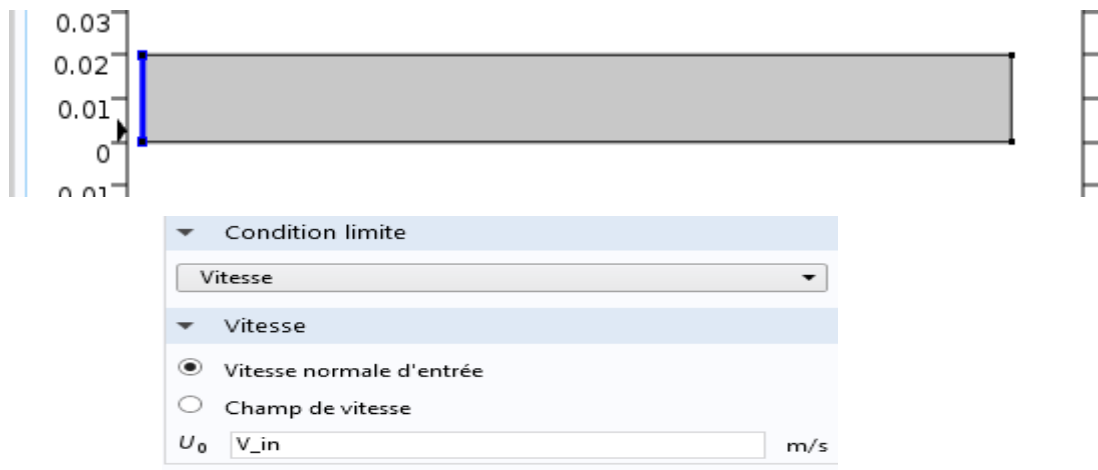 0.03
0.02
0.01
0
0.01
Condition limite
Vitesse
Vitesse
Vitesse normale d'entrée
Champ de vitesse
U₀ V_in m/s